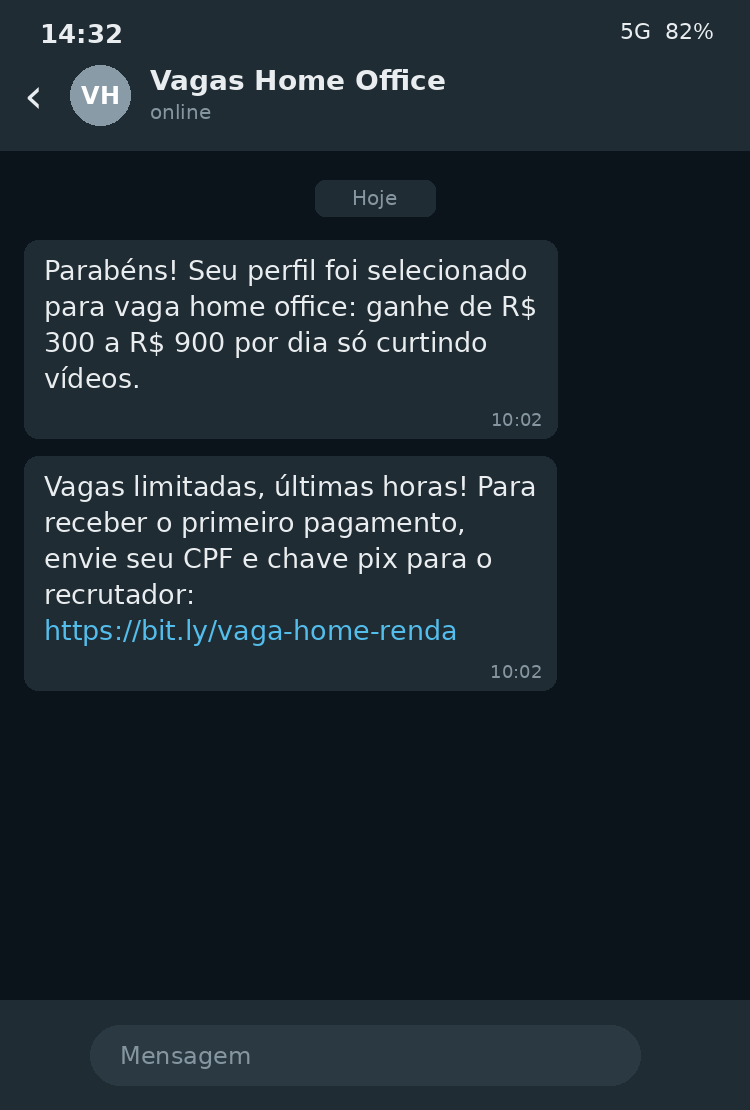 14:32
5G 82%
VH
Vagas Home Office
online
Hoje
Parabéns! Seu perfil foi selecionado
para vaga home office: ganhe de R$
300 a R$ 900 por dia só curtindo
vídeos.
10:02
Vagas limitadas, últimas horas! Para
receber o primeiro pagamento,
envie seu CPF e chave pix para o
recrutador:
https://bit.ly/vaga-home-renda
10:02
Mensagem